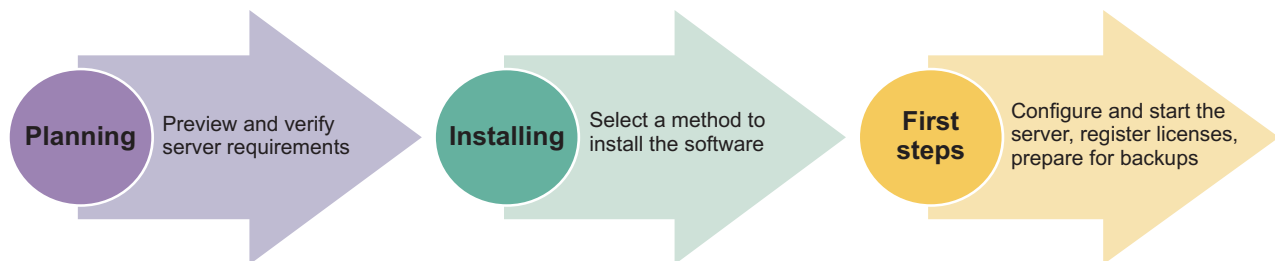 Planning
Preview and verify
server requirements
Installing
Select a method to
install the software
First
steps
Configure and start the
server, register licenses,
prepare for backups